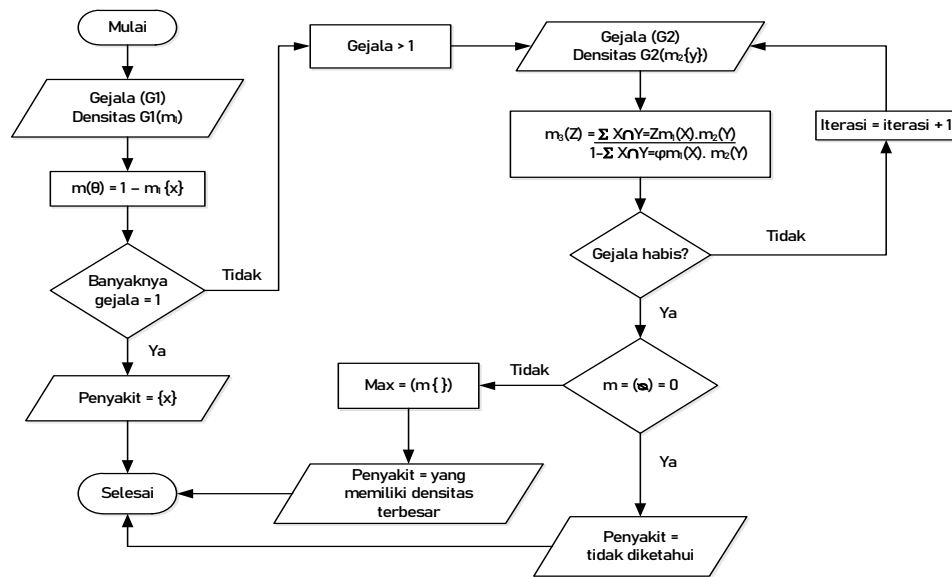 Mulai
Gejala (G1)
Densitas G1(m₁)
m(θ) = 1 – m₁ {x}
Banyaknya
gejala = 1
Ya
Penyakit = {x}
Selesai
Tidak
Gejala > 1
Gejala (G2)
Densitas G2(m₂{y})
m₃(Z) = Σ X∩Y=Zm₁(X).m₂(Y)
1-Σ X∩Y=φm₁(X). m₂(Y)
Gejala habis?
Tidak
Iterasi = iterasi + 1
Ya
m = (ⱷ) = 0
Tidak
Max = (m { })
Penyakit = yang
memiliki densitas
terbesar
Ya
Penyakit =
tidak diketahui